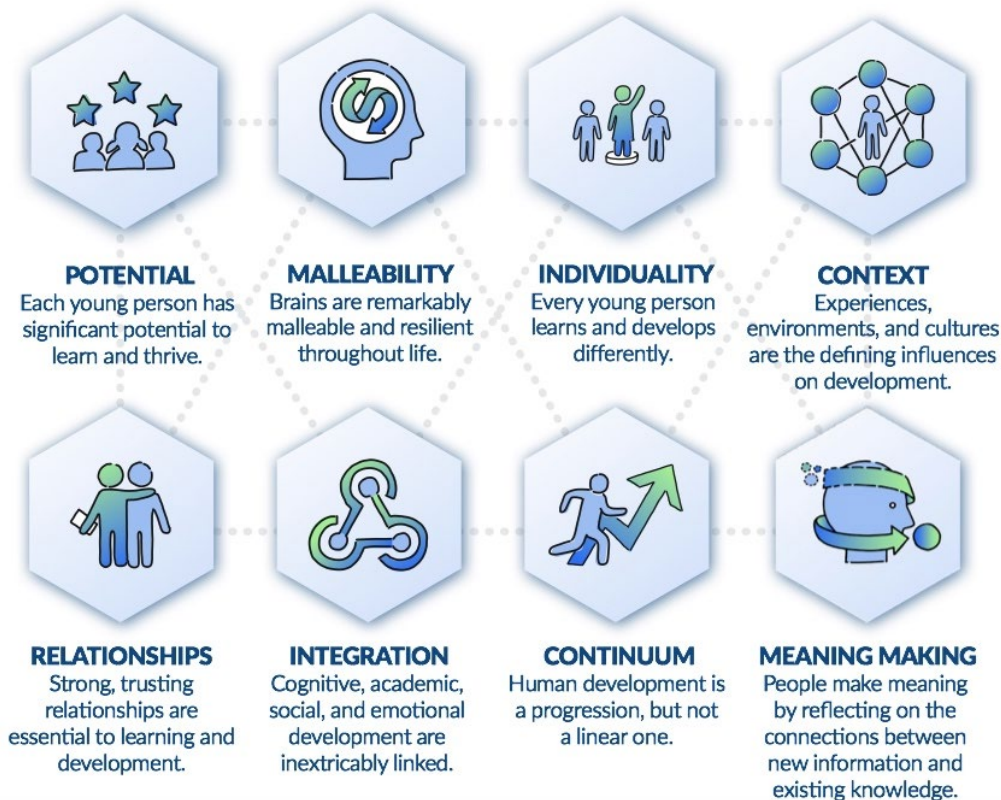 POTENTIAL
Each young person has
significant potential to
learn and thrive.
MALLEABILITY
Brains are remarkably
malleable and resilient
throughout life.
INDIVIDUALITY
Every young person
learns and develops
differently.
CONTEXT
Experiences,
environments, and cultures
are the defining influences
on development.
RELATIONSHIPS
Strong, trusting
relationships are
essential to learning and
development.
INTEGRATION
Cognitive, academic,
social, and emotional
development are
inextricably linked.
CONTINUUM
Human development is
a progression, but not
a linear one.
MEANING MAKING
People make meaning
by reflecting on the
connections between
new information and
existing knowledge.